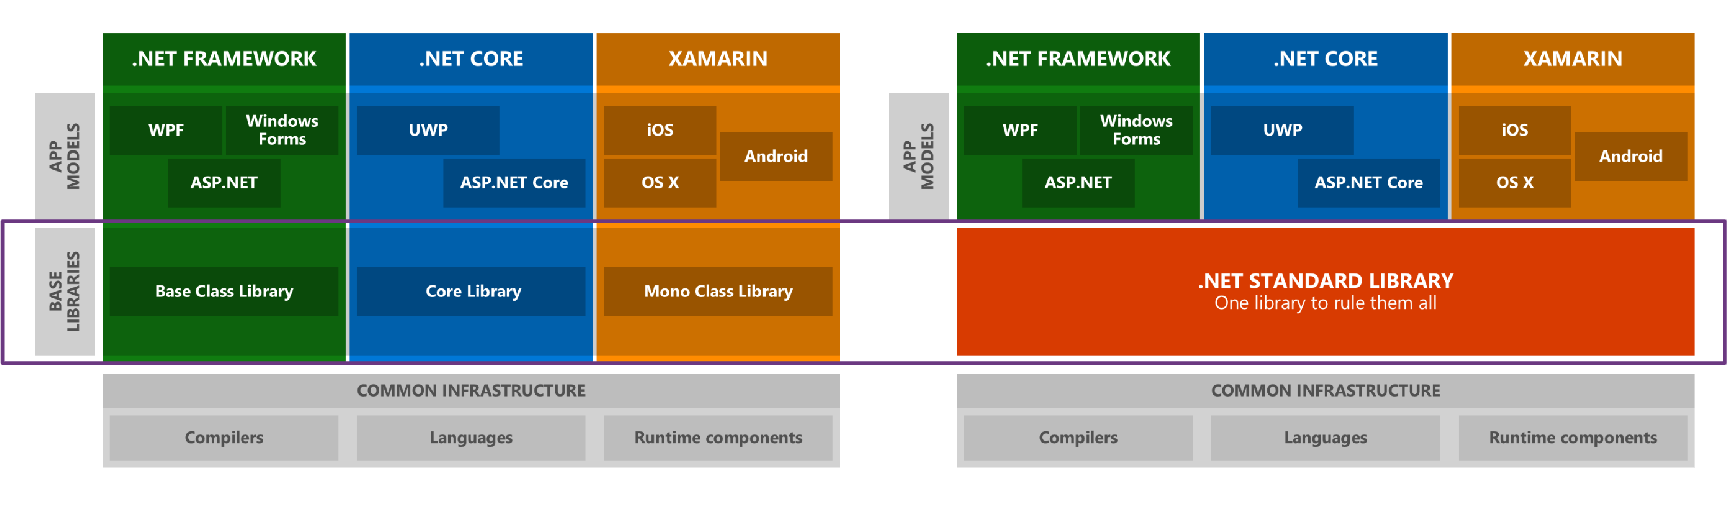 .NET FRAMEWORK
.NET CORE
XAMARIN
APP
MODELS
WPF
Windows
Forms
ASP.NET
UWP
ASP.NET Core
iOS
OS X
Android
BASE
LIBRARIES
Base Class Library
Core Library
Mono Class Library
COMMON INFRASTRUCTURE
Compilers
Languages
Runtime components
.NET FRAMEWORK
.NET CORE
XAMARIN
APP
MODELS
WPF
Windows
Forms
ASP.NET
UWP
ASP.NET Core
iOS
OS X
Android
.NET STANDARD LIBRARY
One library to rule them all
COMMON INFRASTRUCTURE
Compilers
Languages
Runtime components